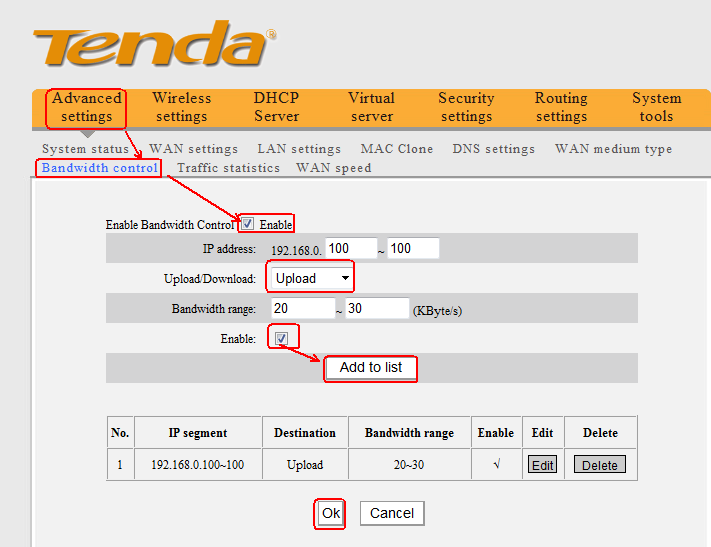 Tenda®
Advanced settings Wireless settings DHCP Server Virtual server Security settings Routing settings System tools
System status WAN settings LAN settings MAC Clone DNS settings WAN medium type
Bandwidth control Traffic statistics WAN speed
Enable Bandwidth Control Enable
IP address: 192.168.0. 100 ~ 100
Upload/Download: Upload
Bandwidth range: 20 ~ 30 (KByte/s)
Enable:
Add to list
No. IP segment Destination Bandwidth range Enable Edit Delete
1 192.168.0.100~100 Upload 20~30 √ Edit Delete
Ok Cancel